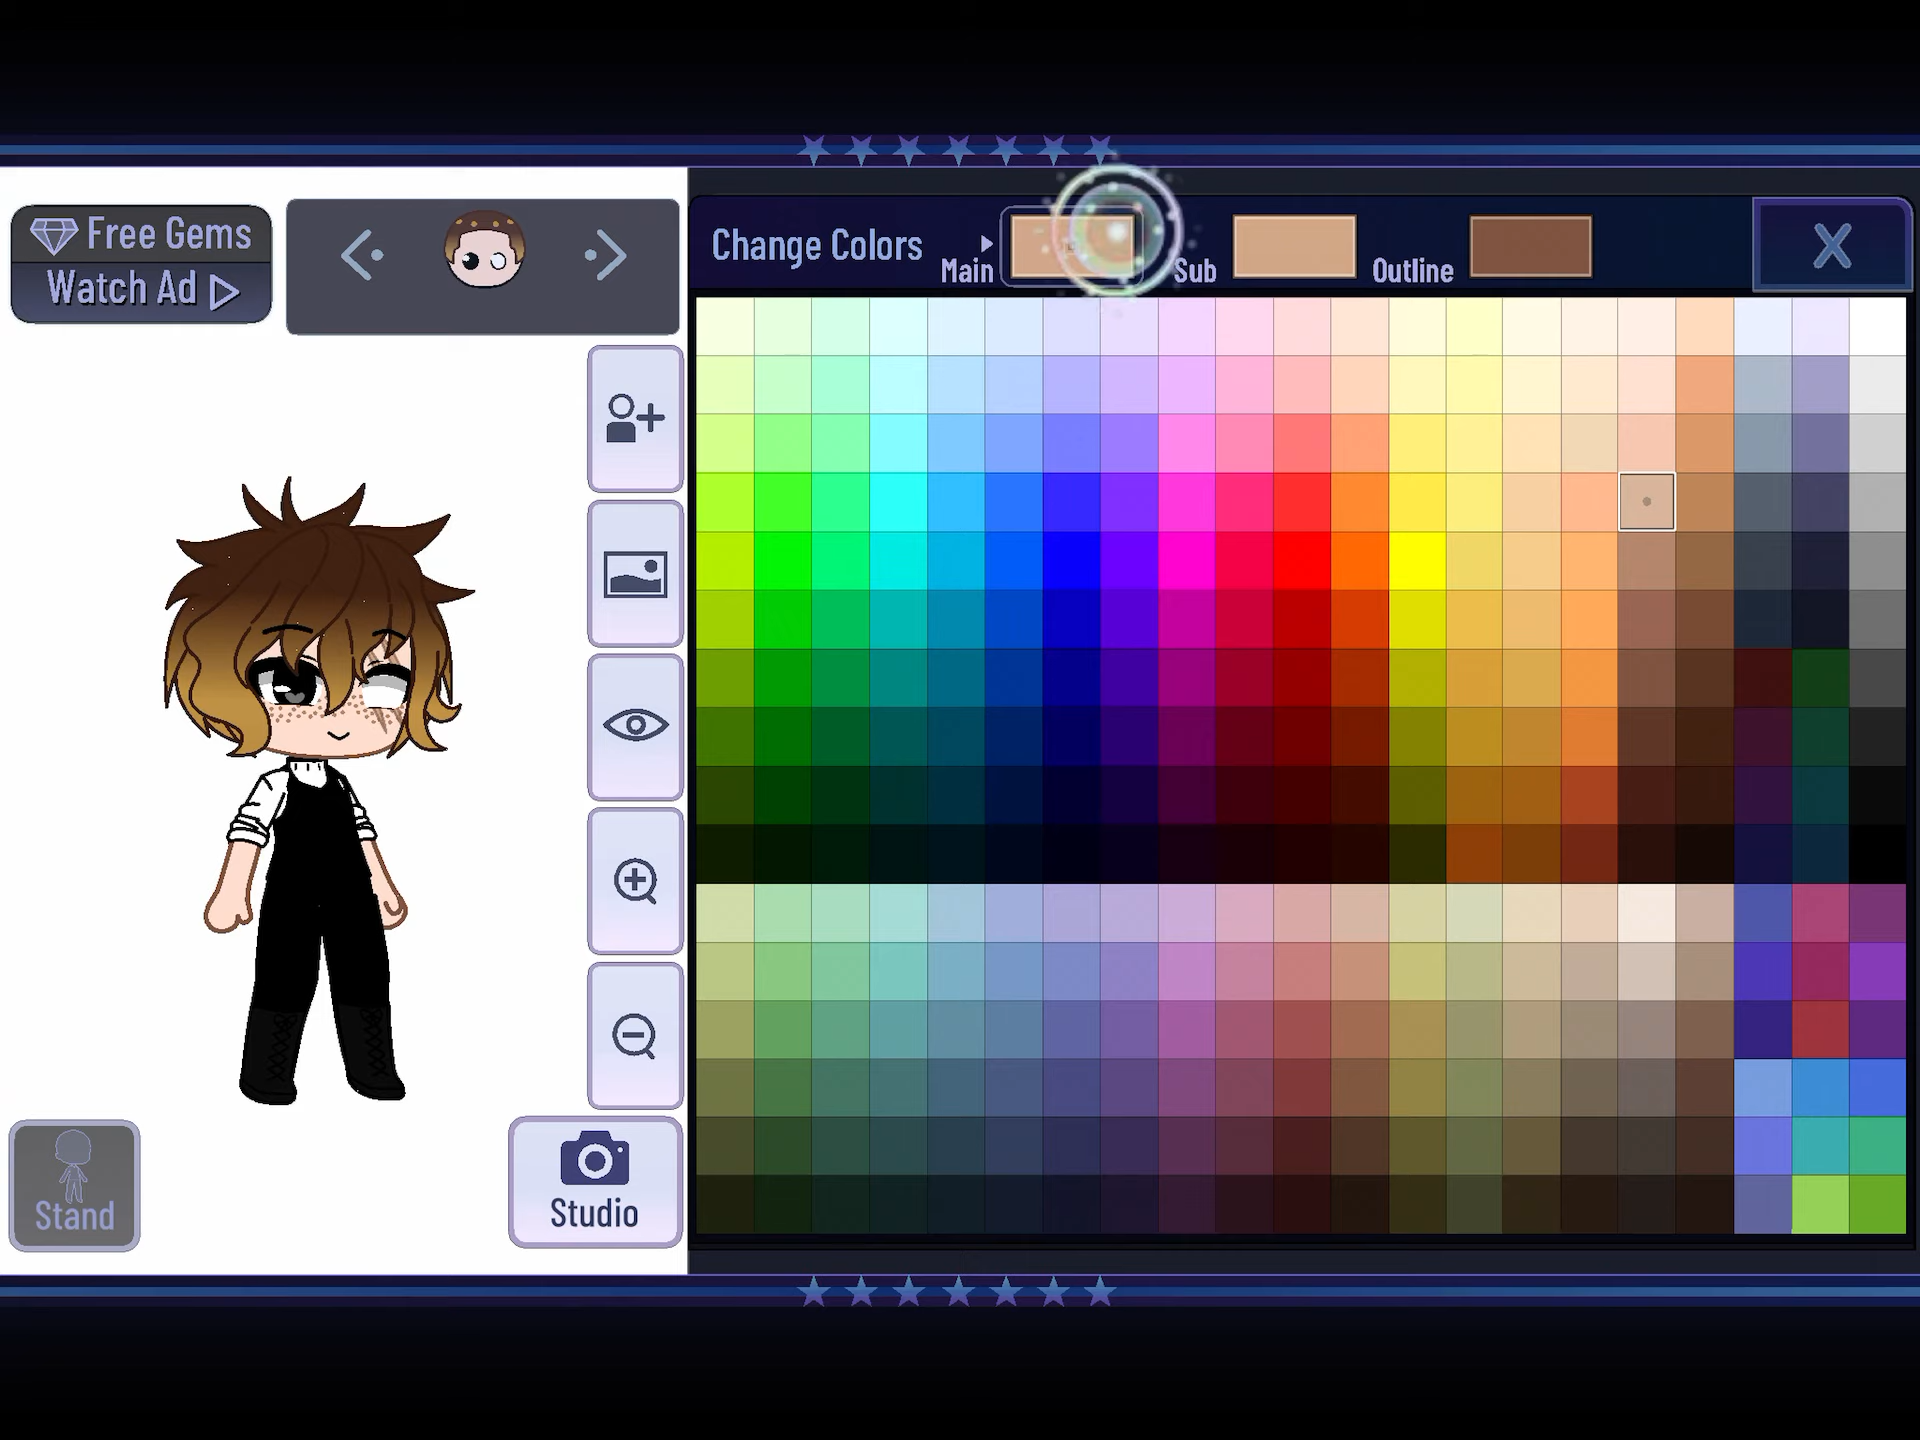 Free Gems
Watch Ad
Change Colors
Main
Sub
Outline
X
Stand
Studio